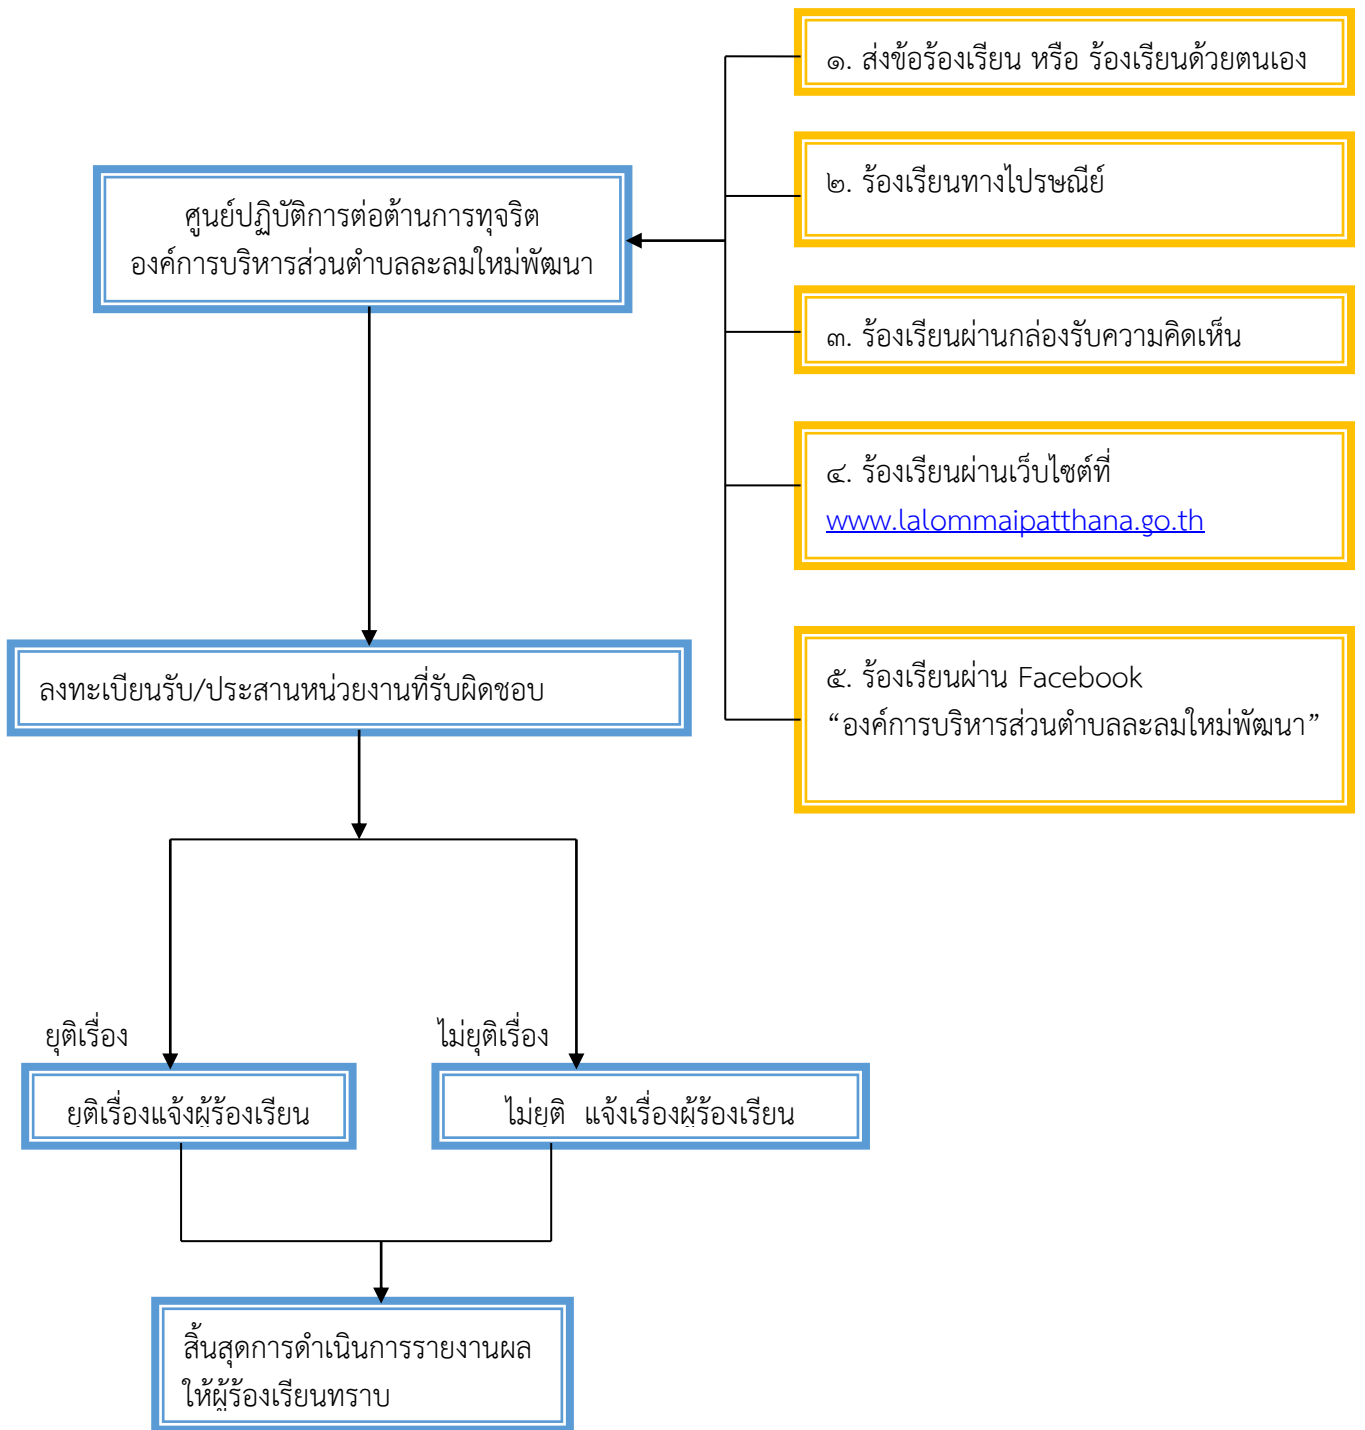 ๑. ส่งข้อร้องเรียน หรือ ร้องเรียนด้วยตนเอง
๒. ร้องเรียนทางไปรษณีย์
ศูนย์ปฏิบัติการต่อต้านการทุจริต
องค์การบริหารส่วนตำบลละลมใหม่พัฒนา
๓. ร้องเรียนผ่านกล่องรับความคิดเห็น
๔. ร้องเรียนผ่านเว็บไซต์ที่
www.lalommaipatthana.go.th
๕. ร้องเรียนผ่าน Facebook
“องค์การบริหารส่วนตำบลละลมใหม่พัฒนา”
ลงทะเบียนรับ/ประสานหน่วยงานที่รับผิดชอบ
ยุติเรื่อง
ไม่ยุติเรื่อง
ยุติเรื่องแจ้งผู้ร้องเรียน
ไม่ยุติ แจ้งเรื่องผู้ร้องเรียน
สิ้นสุดการดำเนินการรายงานผล
ให้ผู้ร้องเรียนทราบ